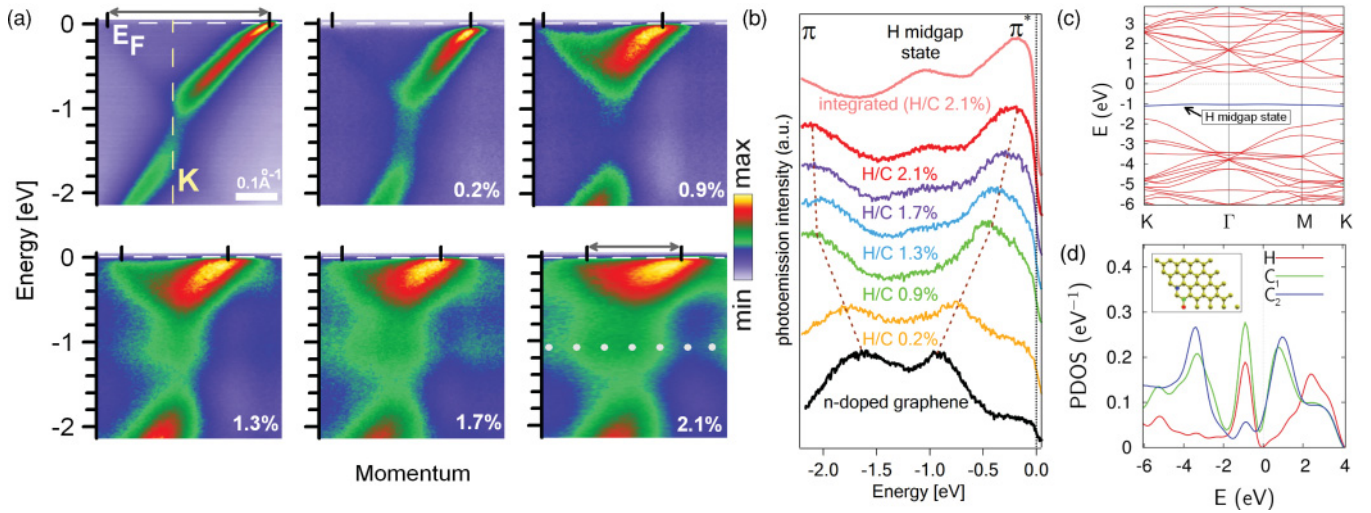 (a)
0
E_F
-1
K
0.1Å⁰⁻¹
-2
0.2%
0.9%
Energy [eV]
0
-1
-2
1.3%
1.7%
2.1%
Momentum
max
min
(b)
π
H midgap
state
π*
integrated (H/C 2.1%)
H/C 2.1%
H/C 1.7%
H/C 1.3%
H/C 0.9%
H/C 0.2%
n-doped graphene
photoemission intensity (a.u.)
-2.0 -1.5 -1.0 -0.5 0.0
Energy [eV]
(c)
3
2
1
0
-1
-2
-3
-4
-5
-6
E (eV)
H midgap state
K Γ M K
(d)
0.4
0.3
0.2
0.1
0
PDOS (eV⁻¹)
H
C₁
C₂
-6 -4 -2 0 2 4
E (eV)